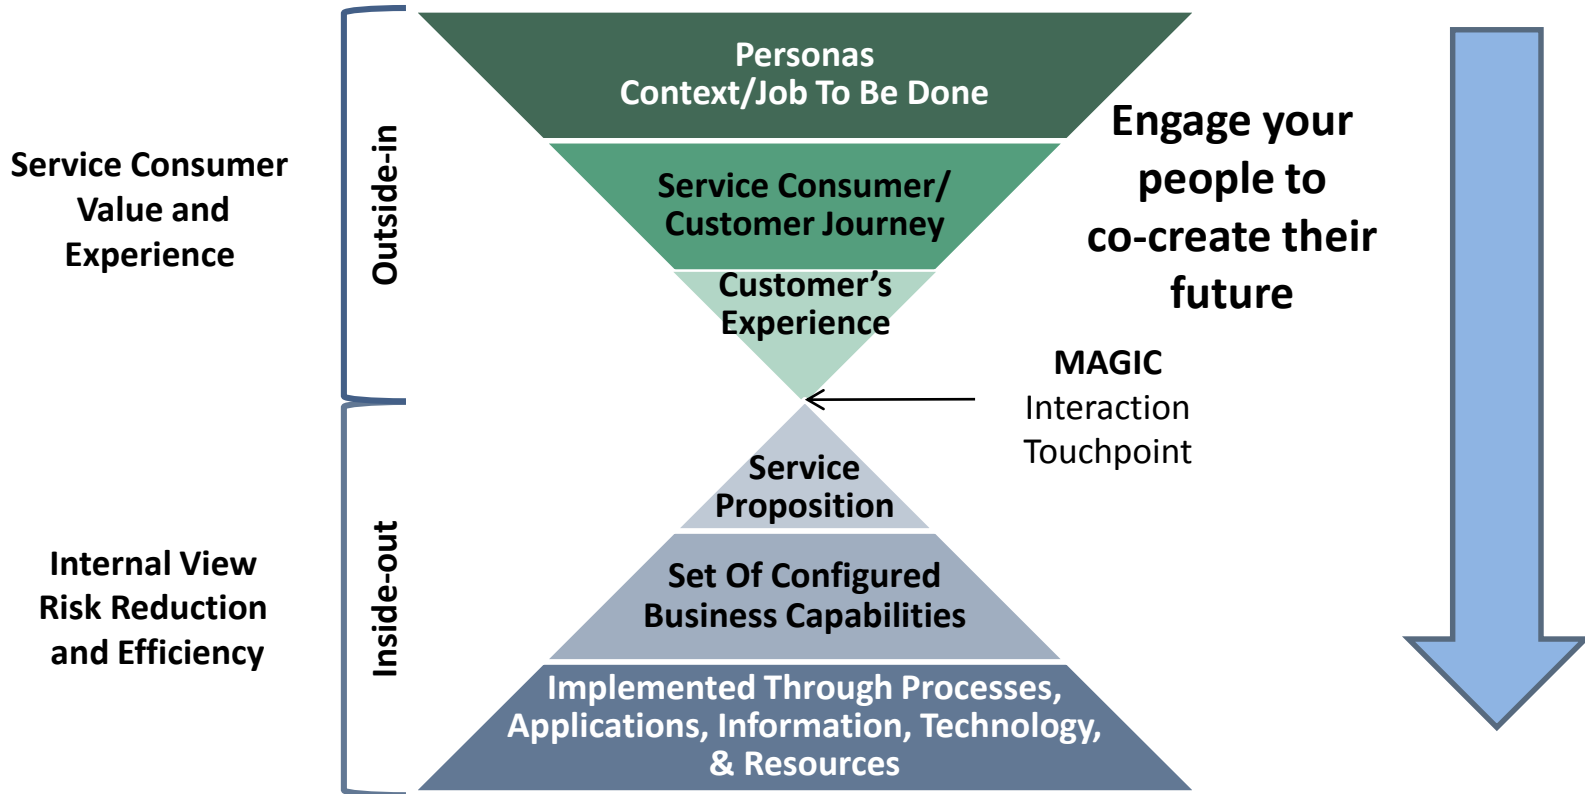 Personas
Context/Job To Be Done
Service Consumer/
Customer Journey
Customer’s
Experience
Service
Proposition
Set Of Configured
Business Capabilities
Implemented Through Processes,
Applications, Information, Technology,
& Resources
Service Consumer
Value and
Experience
Outside-in
Internal View
Risk Reduction
and Efficiency
Inside-out
Engage your
people to
co-create their
future
MAGIC
Interaction
Touchpoint